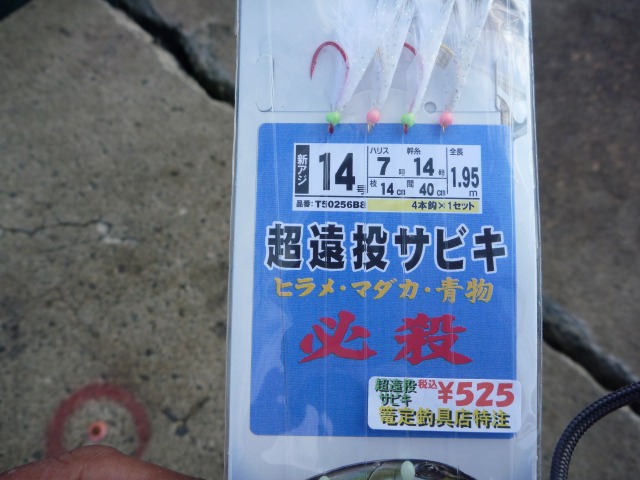 新アジ 14号 ハリス 7号 幹糸 14号 全長 1.95m
枝 14cm 間 40cm
品番:T50256B8 4本鈎×1セット
超遠投サビキ
ヒラメ・マダカ・青物
必殺
超遠投サビキ 税込 ¥525
篭定釣具店特注